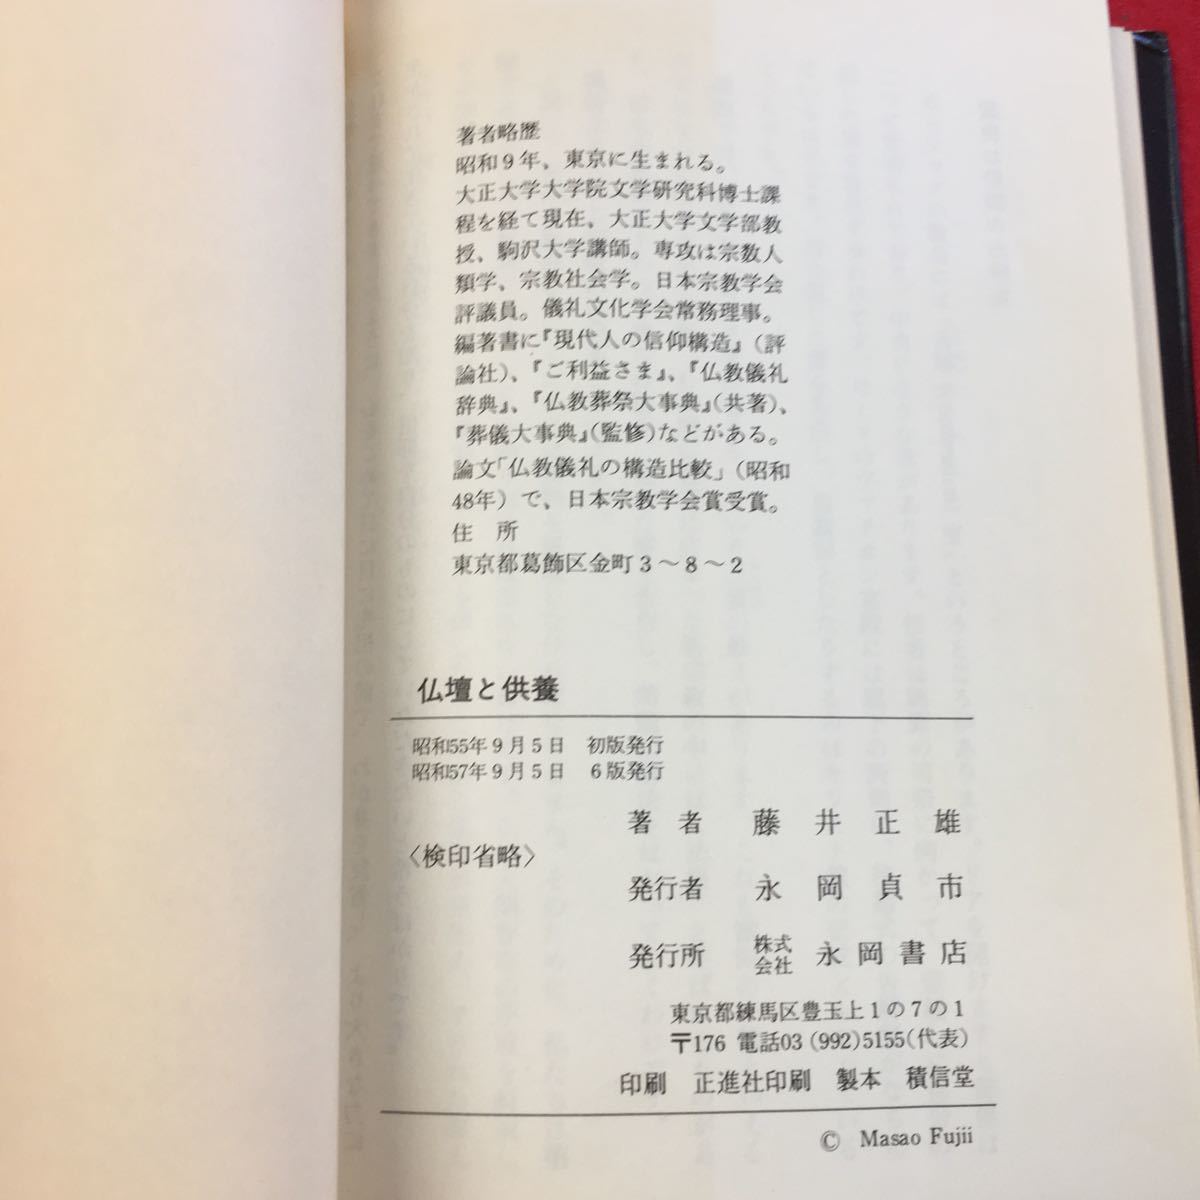 著者略歴
昭和9年、東京に生まれる。
大正大学大学院文学研究科博士課
程を経て現在、大正大学文学部教
授、駒沢大学講師。専攻は宗教人
類学、宗教社会学。日本宗教学会
評議員。儀礼文化学会常務理事。
編著書に『現代人の信仰構造』(評
論社)、『ご利益さま』、『仏教儀礼
辞典』、『仏教葬祭大事典』(共著)、
『葬儀大事典』(監修)などがある。
論文「仏教儀礼の構造比較」(昭和
48年)で、日本宗教学会賞受賞。
住 所
東京都葛飾区金町3〜8〜2
仏壇と供養
昭和55年9月5日 初版発行
昭和57年9月5日 6版発行
著者 藤井正雄
〈検印省略〉
発行者 永岡貞市
発行所 株式会社 永岡書店
東京都練馬区豊玉上1の7の1
〒176 電話03(992)5155(代表)
印刷 正進社印刷 製本 積信堂
© Masao Fujii